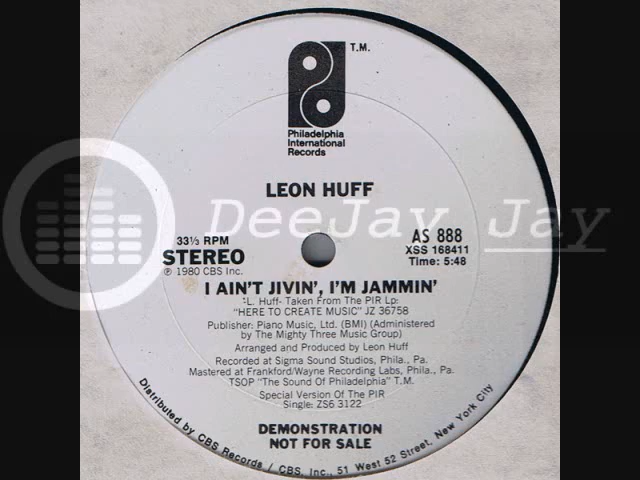 T.M.
Philadelphia
International
Records
LEON HUFF
DeeJay Jay
33⅓ RPM
STEREO
℗ 1980 CBS Inc.
AS 888
XSS 168411
Time: 5:48
I AIN'T JIVIN', I'M JAMMIN'
-L. Huff- Taken From The PIR Lp:
"HERE TO CREATE MUSIC" JZ 36758
Publisher: Piano Music, Ltd. (BMI) (Administered
by The Mighty Three Music Group)
Arranged and Produced by Leon Huff
Recorded at Sigma Sound Studios, Phila., Pa.
Mastered at Frankford/Wayne Recording Labs, Phila., Pa.
TSOP "The Sound Of Philadelphia" T.M.
Special Version Of The PIR
Single: ZS6 3122
DEMONSTRATION
NOT FOR SALE
Distributed by CBS Records / CBS, Inc., 51 West 52 Street, New York City